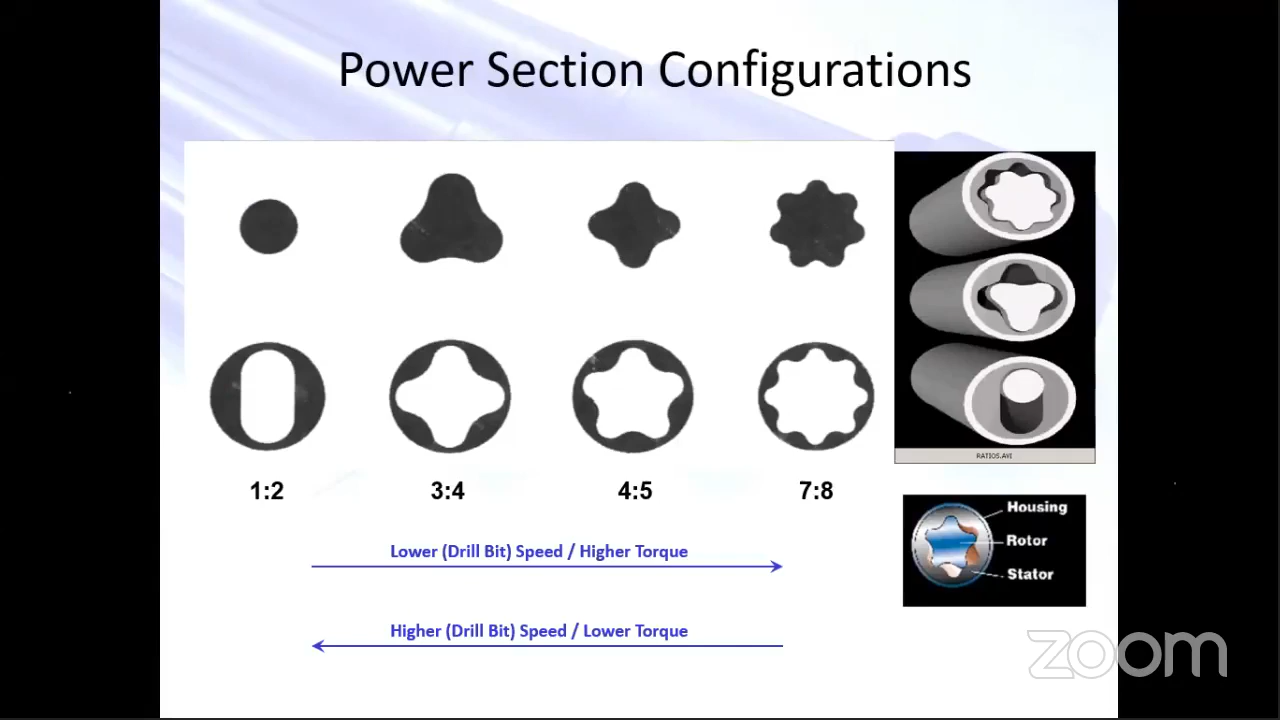 Power Section Configurations
RATIOS.AVI
1:2
3:4
4:5
7:8
Lower (Drill Bit) Speed / Higher Torque
Higher (Drill Bit) Speed / Lower Torque
Housing
Rotor
Stator
zoom